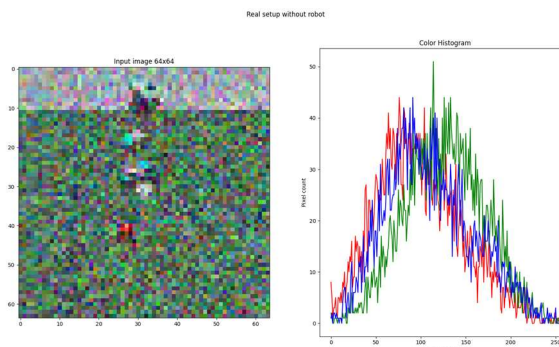 Real setup without robot
Input image 64x64
0
10
20
30
40
50
60
0 10 20 30 40 50 60
Color Histogram
Pixel count
50
40
30
20
10
0
0 50 100 150 200 250